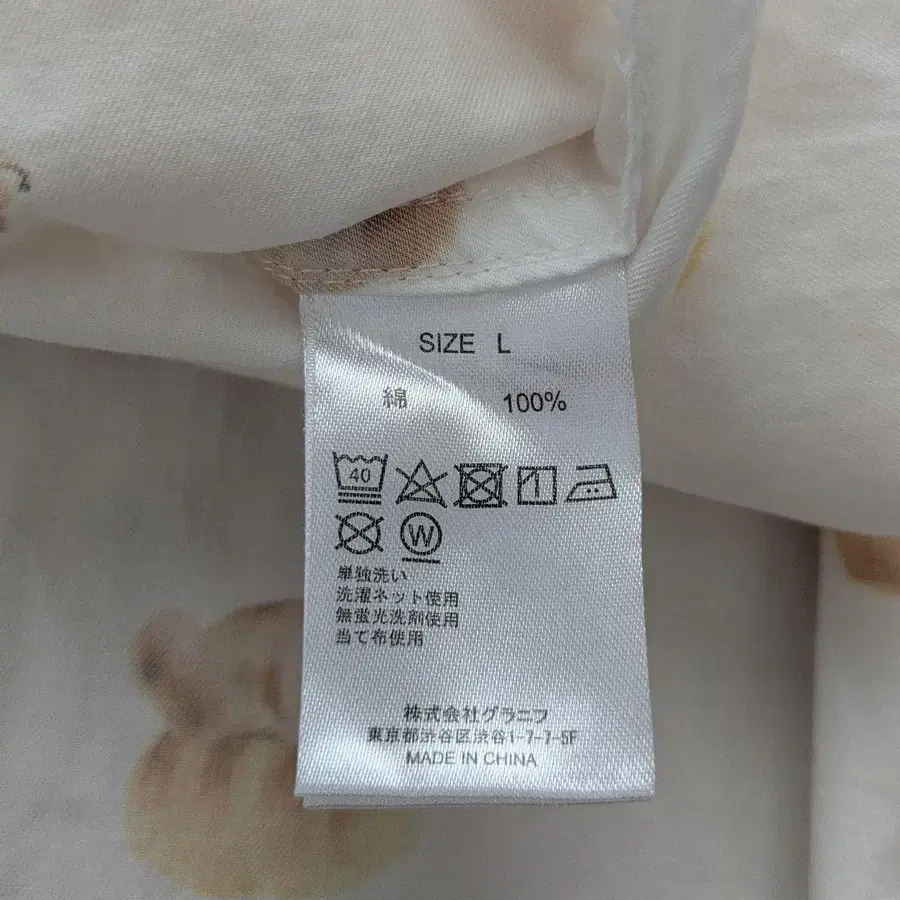 SIZE L
綿 100%
40
W
単独洗い
洗濯ネット使用
無蛍光洗剤使用
当て布使用
株式会社グラニフ
東京都渋谷区渋谷1-7-7-5F
MADE IN CHINA